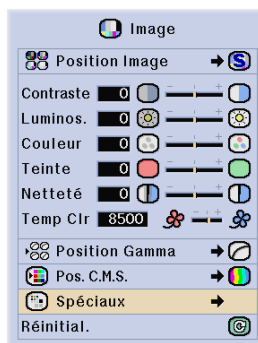 Image
Position Image S
Contraste 0
Luminos. 0
Couleur 0
Teinte 0
Netteté 0
Temp Clr 8500
Position Gamma
Pos. C.M.S.
Spéciaux
Réinitial.